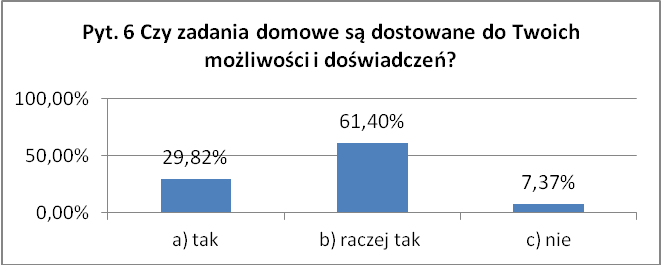 Pyt. 6 Czy zadania domowe są dostowane do Twoich
możliwości i doświadczeń?
100,00%
50,00%
0,00%
29,82%
61,40%
7,37%
a) tak
b) raczej tak
c) nie